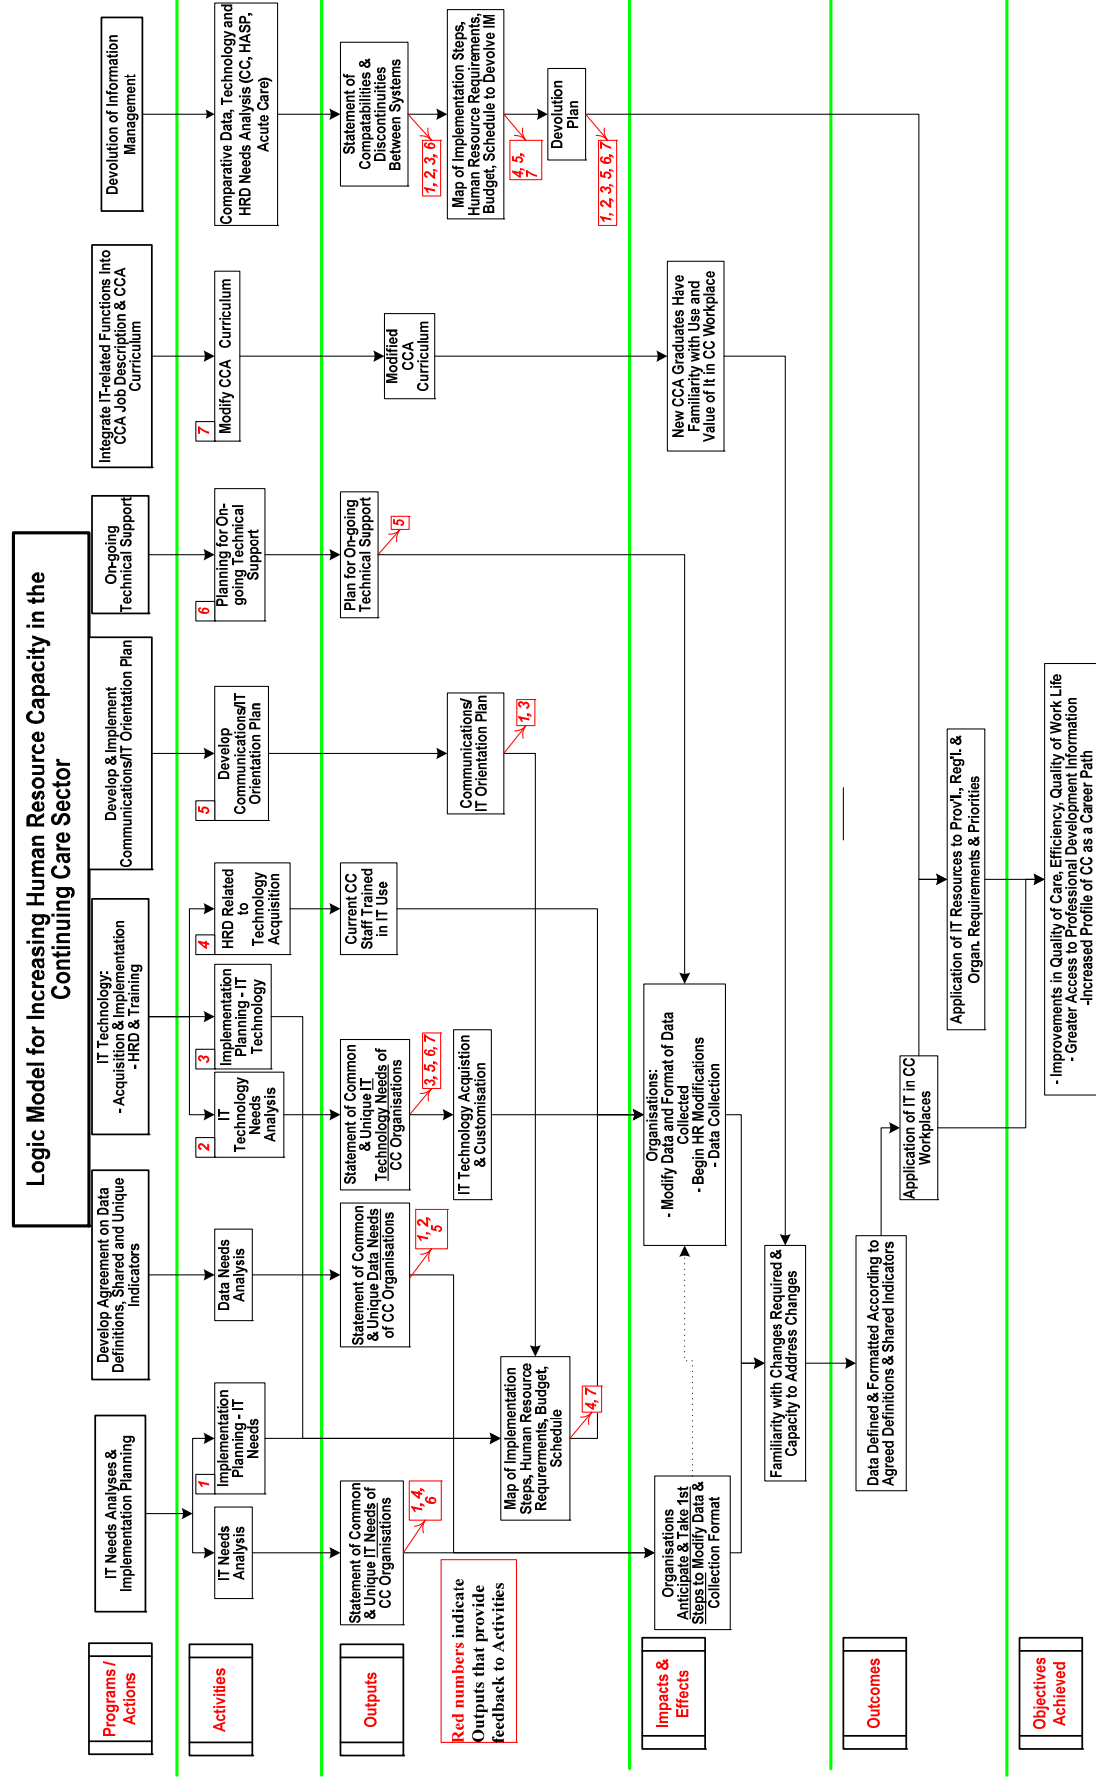 Logic Model for Increasing Human Resource Capacity in the
Continuing Care Sector
Programs /
Actions
IT Needs Analyses &
Implementation Planning
Develop Agreement on Data
Definitions, Shared and Unique
Indicators
IT Technology:
- Acquisition & Implementation
- HRD & Training
Develop & Implement
Communications/IT Orientation Plan
On-going
Technical Support
Integrate IT-related Functions Into
CCA Job Description & CCA
Curriculum
Devolution of Information
Management
Activities
IT Needs
Analysis
1
Implementation
Planning - IT
Needs
Data Needs
Analysis
2
IT
Technology
Needs
Analysis
3
Implementation
Planning - IT
Technology
4
HRD Related
to
Technology
Acquisition
5
Develop
Communications/IT
Orientation Plan
6
Planning for On-
going Technical
Support
7
Modify CCA Curriculum
Comparative Data, Technology and
HRD Needs Analysis (CC, HASP,
Acute Care)
Outputs
Statement of Common
& Unique IT Needs of
CC Organisations
1, 4,
6
Statement of Common
& Unique Data Needs
of CC Organisations
1, 2,
5
Statement of Common
& Unique IT
Technology Needs of
CC Organisations
3, 5, 6, 7
Current CC
Staff Trained
in IT Use
Plan for On-going
Technical Support
5
Modified
CCA
Curriculum
Statement of
Compatabilities &
Discontinuities
Between Systems
1, 2, 3, 6
Red numbers indicate
Outputs that provide
feedback to Activities
Map of Implementation
Steps, Human Resource
Requrerments, Budget,
Schedule
4, 7
IT Technology Acquistion
& Customisation
Communications/
IT Orientation Plan
1, 3
Map of Implementation Steps,
Human Resource Requirements,
Budget, Schedule to Devolve IM
4, 5,
7
Devolution
Plan
1, 2, 3, 5, 6, 7
Impacts &
Effects
Organisations
Anticipate & Take 1st
Steps to Modify Data &
Collection Format
Organisations:
- Modify Data and Format of Data
Collected
- Begin HR Modifications
- Data Collection
New CCA Graduates Have
Familiarity with Use and
Value of It in CC Workplace
Familiarity with Changes Required &
Capacity to Address Changes
Outcomes
Data Defined & Formatted According to
Agreed Definitions & Shared Indicators
Application of IT in CC
Workplaces
Application of IT Resources to Prov'l., Reg'l. &
Organ. Requirements & Priorities
Objectives
Achieved
- Improvements in Quality of Care, Efficiency, Quality of Work Life
- Greater Access to Professional Development Information
-Increased Profile of CC as a Career Path